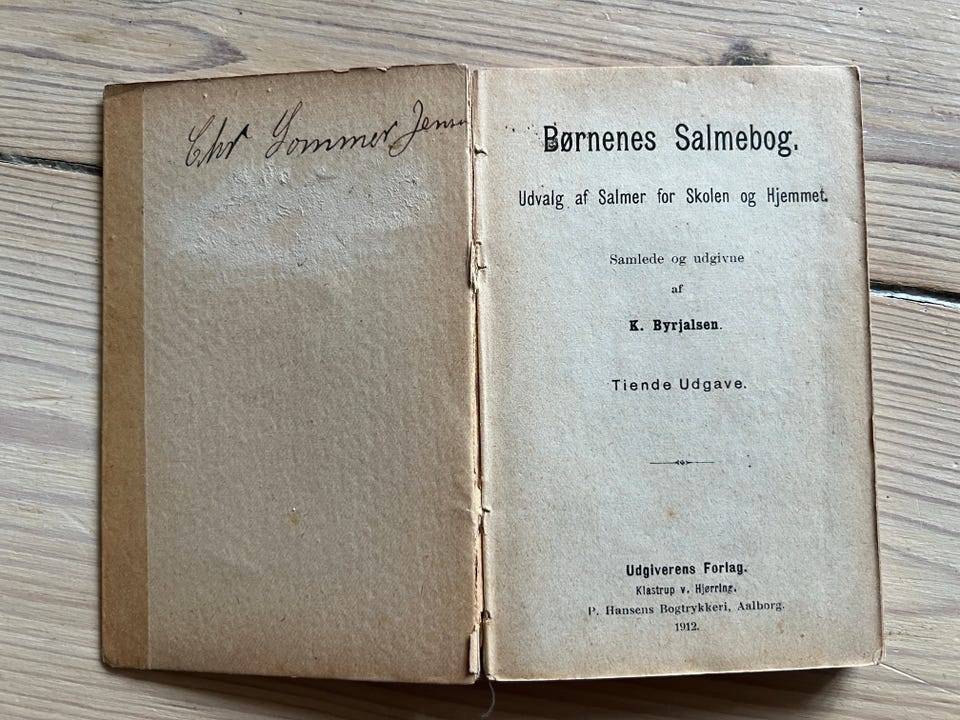 Chr Sommer Jensen
Børnenes Salmebog.
Udvalg af Salmer for Skolen og Hjemmet.
Samlede og udgivne
af
K. Byrjalsen.
Tiende Udgave.
Udgiverens Forlag.
Klastrup v. Hjørring.
P. Hansens Bogtrykkeri, Aalborg.
1912.